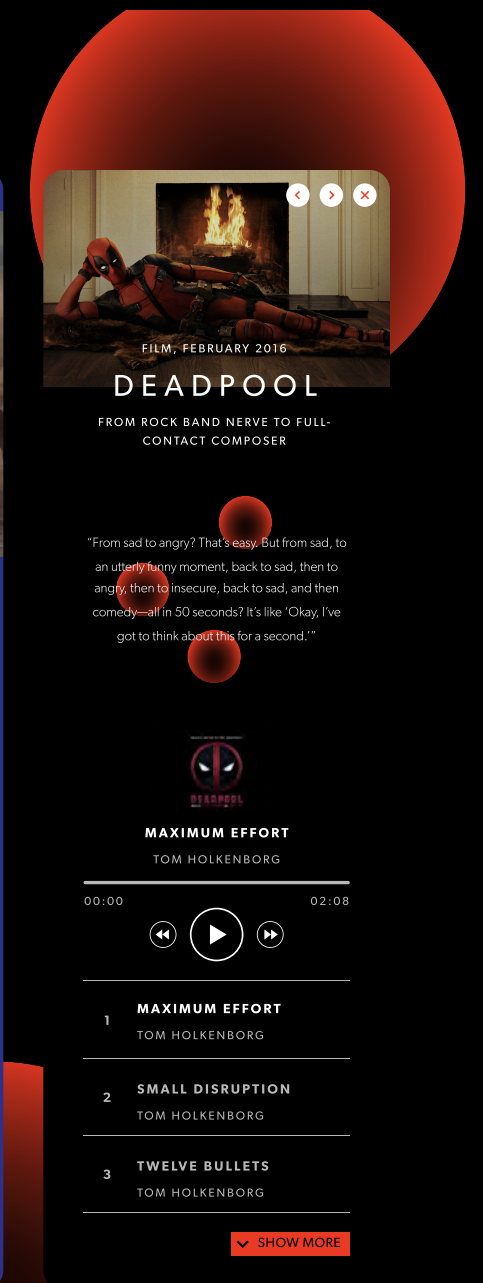 FILM, FEBRUARY 2016
DEADPOOL
FROM ROCK BAND NERVE TO FULL-
CONTACT COMPOSER
“From sad to angry? That’s easy. But from sad, to
an utterly funny moment, back to sad, then to
angry, then to insecure, back to sad, and then
comedy—all in 50 seconds? It’s like ‘Okay, I’ve
got to think about this for a second.’”
DEADPOOL
MAXIMUM EFFORT
TOM HOLKENBORG
00:00 02:08
1 MAXIMUM EFFORT
TOM HOLKENBORG
2 SMALL DISRUPTION
TOM HOLKENBORG
3 TWELVE BULLETS
TOM HOLKENBORG
SHOW MORE